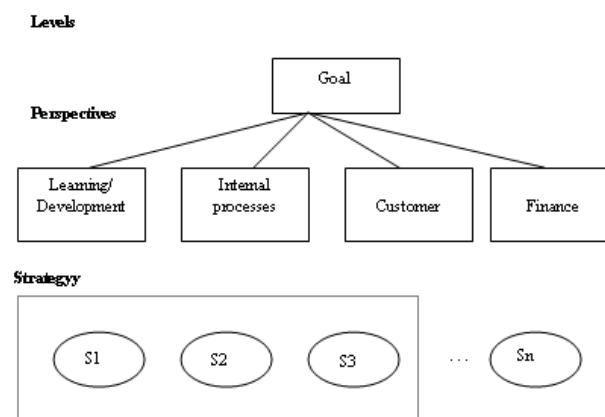 Levels
Goal
Perspectives
Learning/
Development
Internal
processes
Customer
Finance
Strategyy
S1
S2
S3
...
Sn